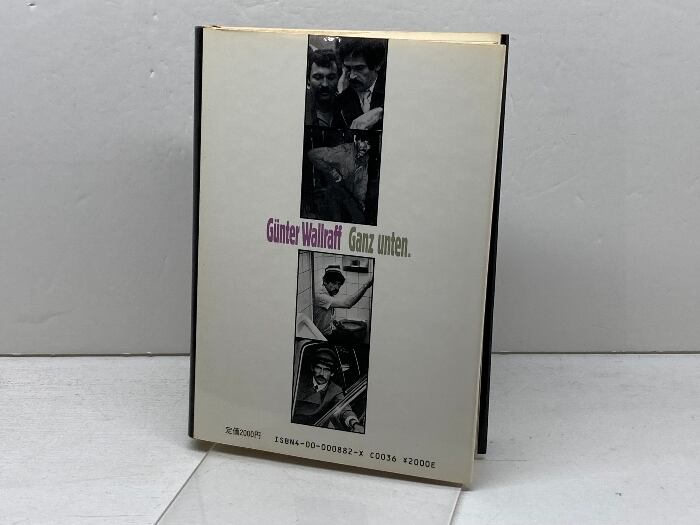 Günter Wallraff Ganz unten.
定価2000円 ISBN4-00-000882-X C0036 ¥2000E